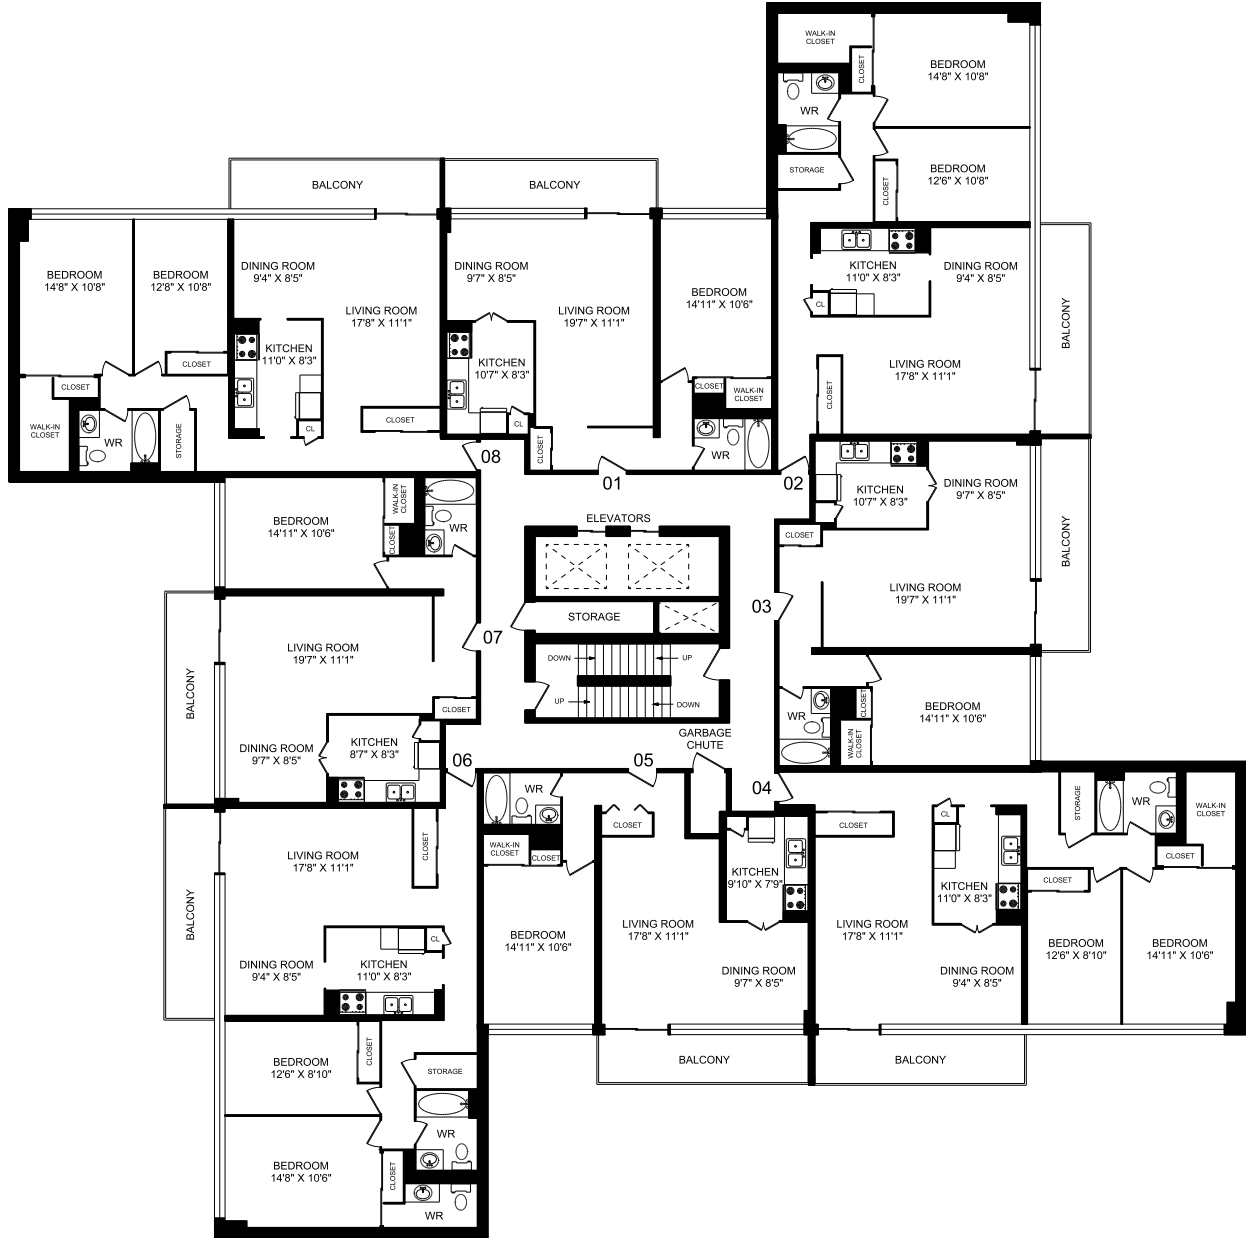 WALK-IN
CLOSET
CLOSET
BEDROOM
14'8" X 10'8"
WR
STORAGE
BEDROOM
12'6" X 10'8"
CLOSET
KITCHEN
11'0" X 8'3"
CL
DINING ROOM
9'4" X 8'5"
BALCONY
LIVING ROOM
17'8" X 11'1"
CLOSET
02
BALCONY
BALCONY
BEDROOM
14'8" X 10'8"
BEDROOM
12'8" X 10'8"
DINING ROOM
9'4" X 8'5"
LIVING ROOM
17'8" X 11'1"
KITCHEN
11'0" X 8'3"
CLOSET
CLOSET
WALK-IN
CLOSET
WR
STORAGE
CL
CLOSET
08
DINING ROOM
9'7" X 8'5"
LIVING ROOM
19'7" X 11'1"
KITCHEN
10'7" X 8'3"
CL
CLOSET
BEDROOM
14'11" X 10'6"
CLOSET
WALK-IN
CLOSET
WR
01
KITCHEN
10'7" X 8'3"
DINING ROOM
9'7" X 8'5"
CLOSET
LIVING ROOM
19'7" X 11'1"
BALCONY
03
BEDROOM
14'11" X 10'6"
WR
CLOSET
WALK-IN
CLOSET
ELEVATORS
STORAGE
DOWN
UP
UP
DOWN
GARBAGE
CHUTE
BEDROOM
14'11" X 10'6"
WALK-IN
CLOSET
CLOSET
WR
07
LIVING ROOM
19'7" X 11'1"
BALCONY
CLOSET
DINING ROOM
9'7" X 8'5"
KITCHEN
8'7" X 8'3"
06
LIVING ROOM
17'8" X 11'1"
CLOSET
BALCONY
DINING ROOM
9'4" X 8'5"
KITCHEN
11'0" X 8'3"
CL
BEDROOM
12'6" X 8'10"
CLOSET
STORAGE
WR
BEDROOM
14'8" X 10'6"
CLOSET
WR
05
WR
WALK-IN
CLOSET
CLOSET
CLOSET
BEDROOM
14'11" X 10'6"
LIVING ROOM
17'8" X 11'1"
KITCHEN
9'10" X 7'9"
DINING ROOM
9'7" X 8'5"
BALCONY
04
CLOSET
CL
KITCHEN
11'0" X 8'3"
LIVING ROOM
17'8" X 11'1"
DINING ROOM
9'4" X 8'5"
BALCONY
STORAGE
WR
WALK-IN
CLOSET
CLOSET
CLOSET
BEDROOM
12'6" X 8'10"
BEDROOM
14'11" X 10'6"